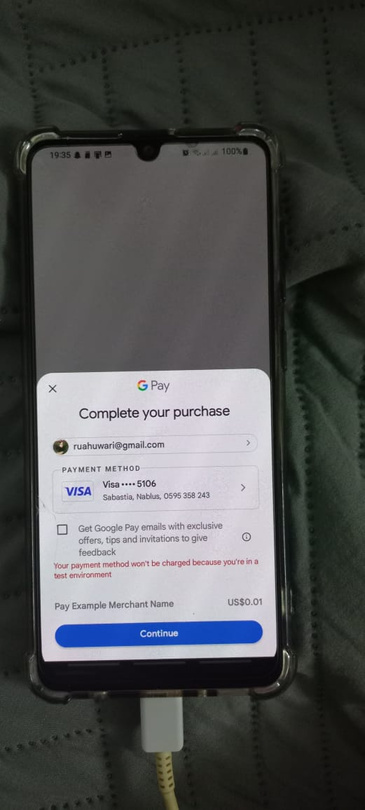 19:35
100%
G Pay
Complete your purchase
ruahuwari@gmail.com
PAYMENT METHOD
VISA
Visa •••• 5106
Sabastia, Nablus, 0595 358 243
Get Google Pay emails with exclusive
offers, tips and invitations to give
feedback
Your payment method won't be charged because you're in a
test environment
Pay Example Merchant Name US$0.01
Continue